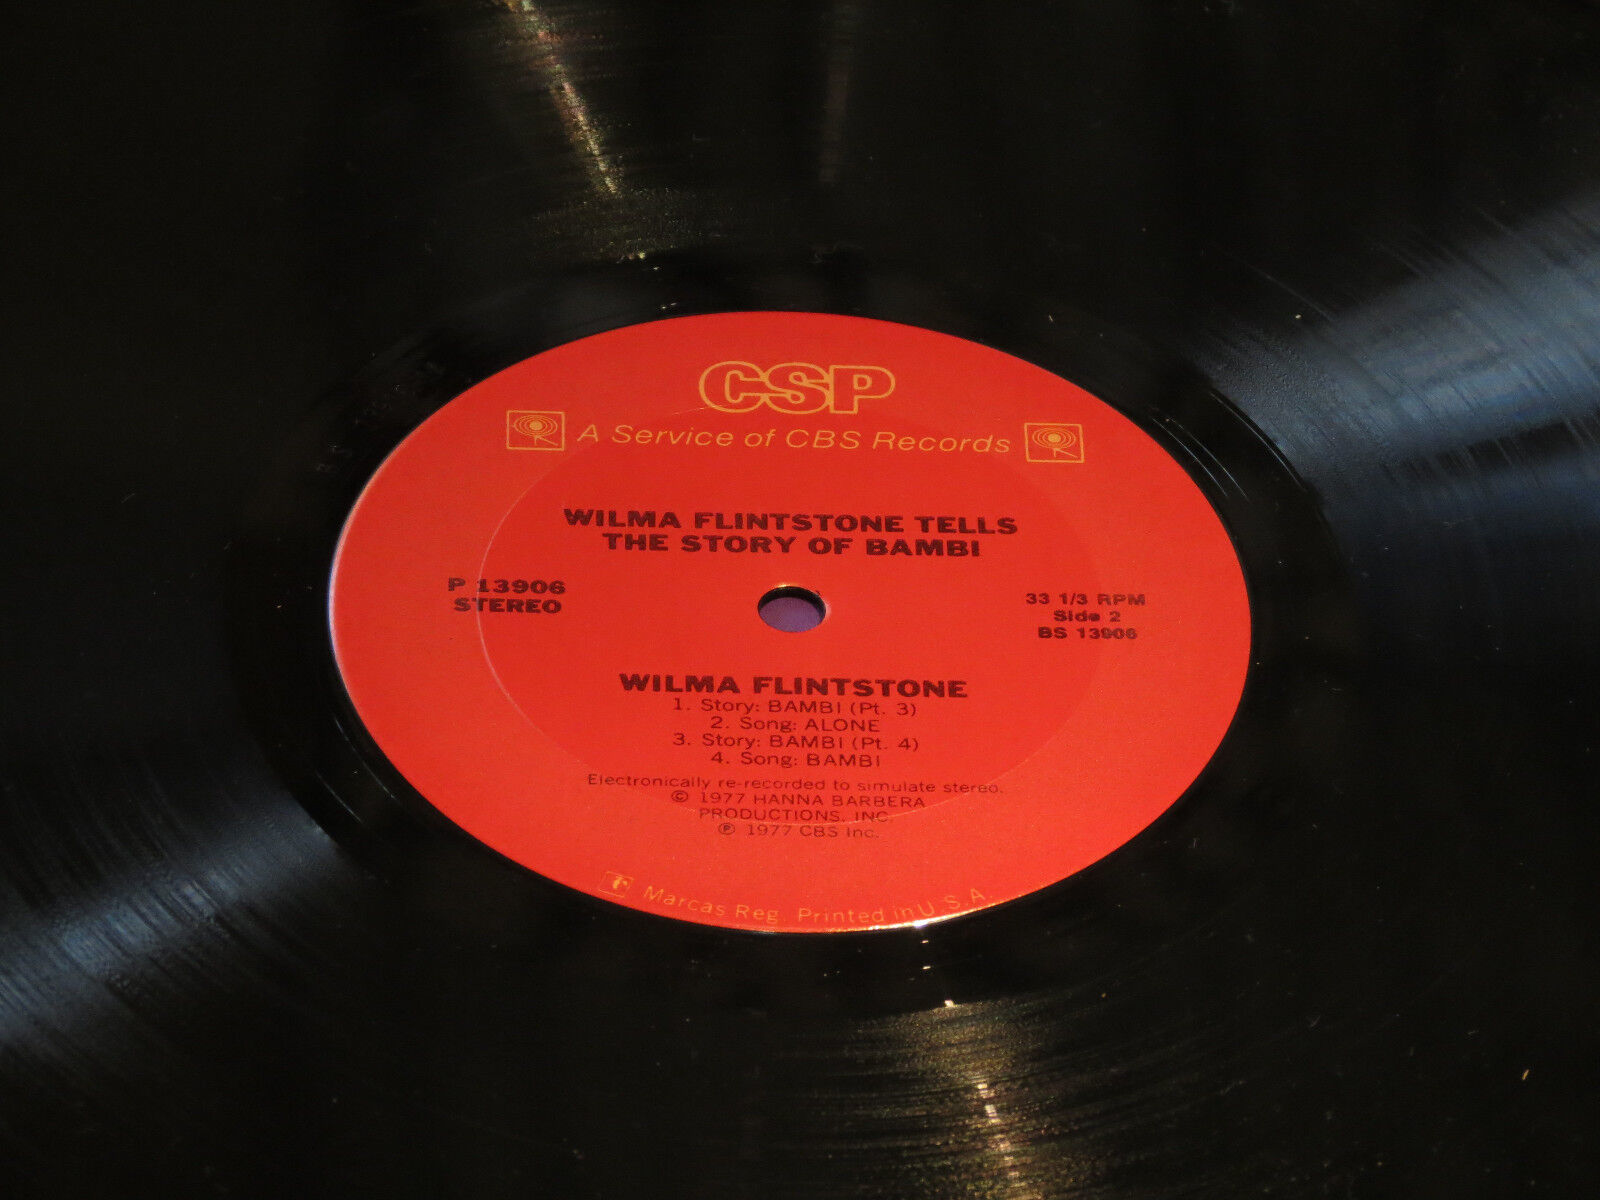 CSP
A Service of CBS Records
WILMA FLINTSTONE TELLS
THE STORY OF BAMBI
P 13906
STEREO
33 1/3 RPM
Side 2
BS 13906
WILMA FLINTSTONE
1. Story: BAMBI (Pt. 3)
2. Song: ALONE
3. Story: BAMBI (Pt. 4)
4. Song: BAMBI
Electronically re-recorded to simulate stereo.
© 1977 HANNA BARBERA
PRODUCTIONS, INC.
℗ 1977 CBS Inc.
Marcas Reg. Printed in U.S.A.